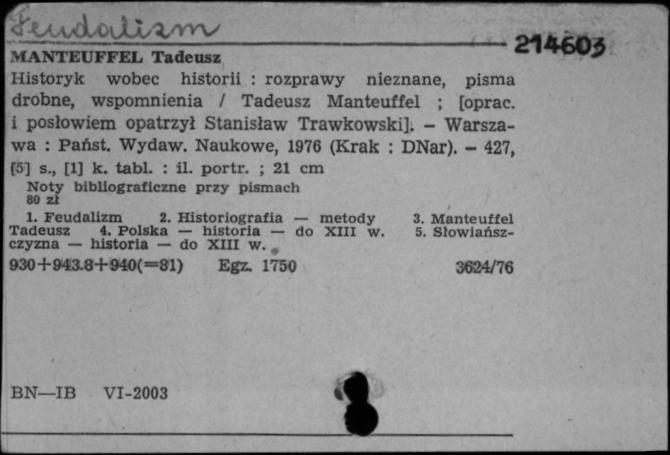 Feudalizm
214603
MANTEUFFEL Tadeusz
Historyk wobec historii : rozprawy nieznane, pisma
drobne, wspomnienia / Tadeusz Manteuffel ; [oprac.
i posłowiem opatrzył Stanisław Trawkowski]. — Warsza-
wa : Państ. Wydaw. Naukowe, 1976 (Krak : DNar). — 427,
[5] s., [1] k. tabl. : il. portr. ; 21 cm
Noty bibliograficzne przy pismach
80 zł
1. Feudalizm 2. Historiografia — metody 3. Manteuffel
Tadeusz 4. Polska — historia — do XIII w. 5. Słowiańsz-
czyzna — historia — do XIII w.
930+943.8+940(=81) Egz. 1750 3624/76
BN—IB VI-2003